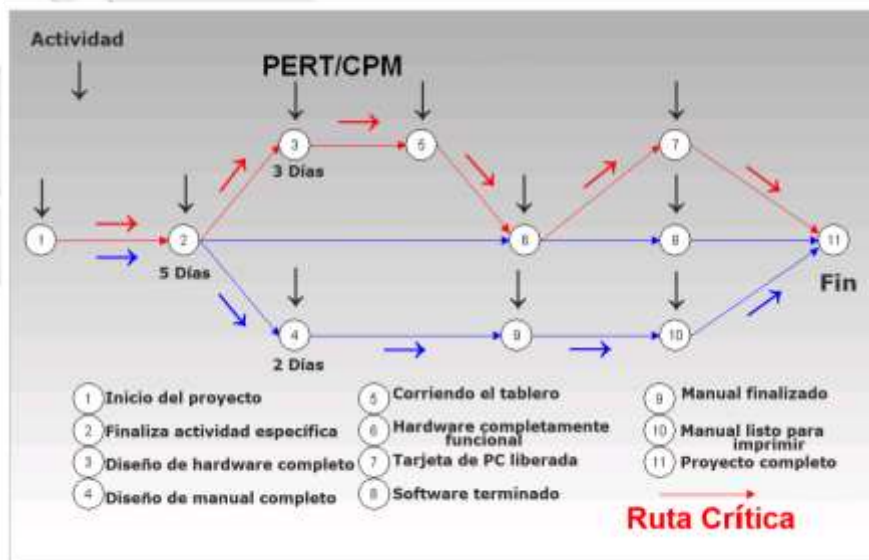 Actividad
PERT/CPM
3
5
7
3 Días
1
2
6
8
11
5 Días
Fin
4
9
10
2 Días
1 Inicio del proyecto
2 Finaliza actividad específica
3 Diseño de hardware completo
4 Diseño de manual completo
5 Corriendo el tablero
6 Hardware completamente
funcional
7 Tarjeta de PC liberada
8 Software terminado
9 Manual finalizado
10 Manual listo para
imprimir
11 Proyecto completo
Ruta Crítica